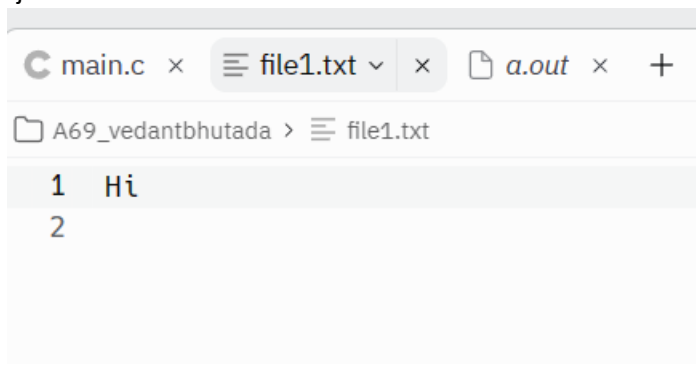 main.c × file1.txt × a.out × +
A69_vedantbhutada > file1.txt
1 Hi
2